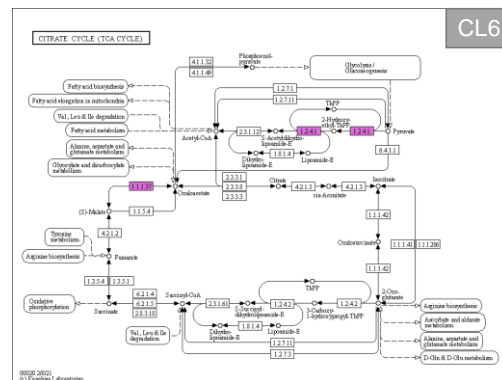 CL6
CITRATE CYCLE (TCA CYCLE)
4.1.1.32
4.1.1.49
Phosphoenol-
pyruvate
Glycolysis /
Gluconeogenesis
Fatty acid biosynthesis
Fatty acid elongation in mitochondria
Val, Leu & Ile degradation
Fatty acid metabolism
Alanine, aspartate and
glutamate metabolism
Glyoxylate and dicarboxylate
metabolism
1.2.7.1
1.2.7.11
ThPP
2-Hydroxy-
ethyl-ThPP
Acetyl-CoA
2.3.1.12
S-Acetyldihydro-
lipoamide-E
1.2.4.1
1.2.4.1
Pyruvate
Dihydro-
lipoamide-E
1.8.1.4
Lipoamide-E
6.4.1.1
1.1.1.37
Oxaloacetate
2.3.3.1
2.3.3.8
2.3.3.3
Citrate
4.2.1.3
cis-Aconitate
4.2.1.3
Isocitrate
(S)-Malate
1.1.5.4
1.1.1.42
Oxalosuccinate
1.1.1.41
1.1.1.286
1.1.1.42
4.2.1.2
Tyrosine
metabolism
Arginine biosynthesis
Fumarate
1.3.5.4
1.3.5.1
Oxidative
phosphorylation
Succinate
6.2.1.4
6.2.1.5
2.8.3.18
Succinyl-CoA
2.3.1.61
S-Succinyl-
dihydrolipoamide-E
1.2.4.2
ThPP
3-Carboxy-
1-hydroxypropyl-ThPP
1.2.4.2
2-Oxo-
glutarate
Dihydro-
lipoamide-E
1.8.1.4
Lipoamide-E
Val, Leu & Ile
degradation
1.2.7.11
1.2.7.3
Arginine biosynthesis
Ascorbate and aldarate
metabolism
Alanine, aspartate and
glutamate metabolism
D-Gln & D-Glu metabolism
00020 2/8/21
(c) Kanehisa Laboratories